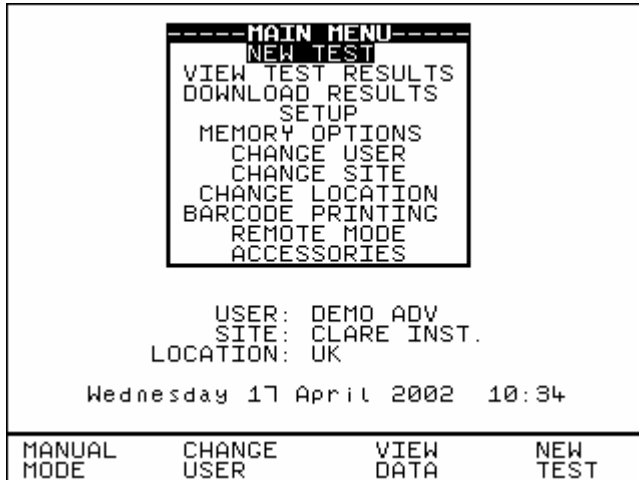 -----MAIN MENU-----
NEW TEST
VIEW TEST RESULTS
DOWNLOAD RESULTS
SETUP
MEMORY OPTIONS
CHANGE USER
CHANGE SITE
CHANGE LOCATION
BARCODE PRINTING
REMOTE MODE
ACCESSORIES
USER: DEMO ADV
SITE: CLARE INST.
LOCATION: UK
Wednesday 17 April 2002 10:34
MANUAL MODE
CHANGE USER
VIEW DATA
NEW TEST